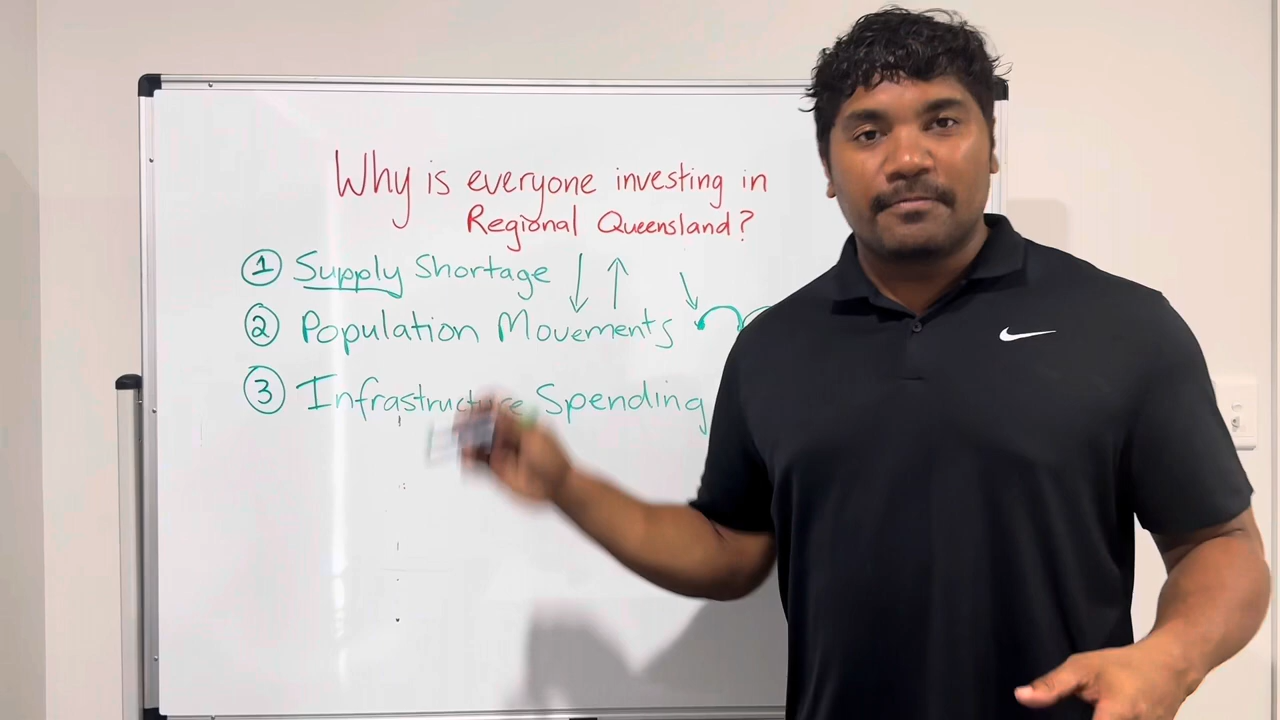 Why is everyone investing in
Regional Queensland?
1 Supply Shortage
2 Population Movements
3 Infrastructure Spending